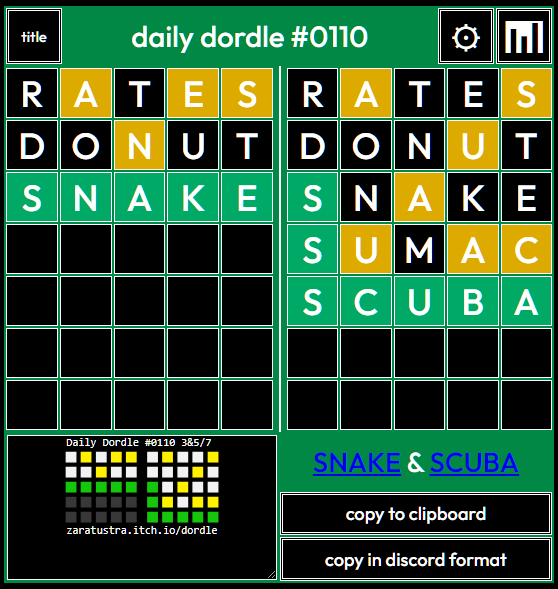 title
daily dordle #0110
RATES RATES
DONUT DONUT
SNAKE SNAKE
SUMAC
SCUBA
Daily Dordle #0110 3&5/7
zaratustra.itch.io/dordle
SNAKE & SCUBA
copy to clipboard
copy in discord format